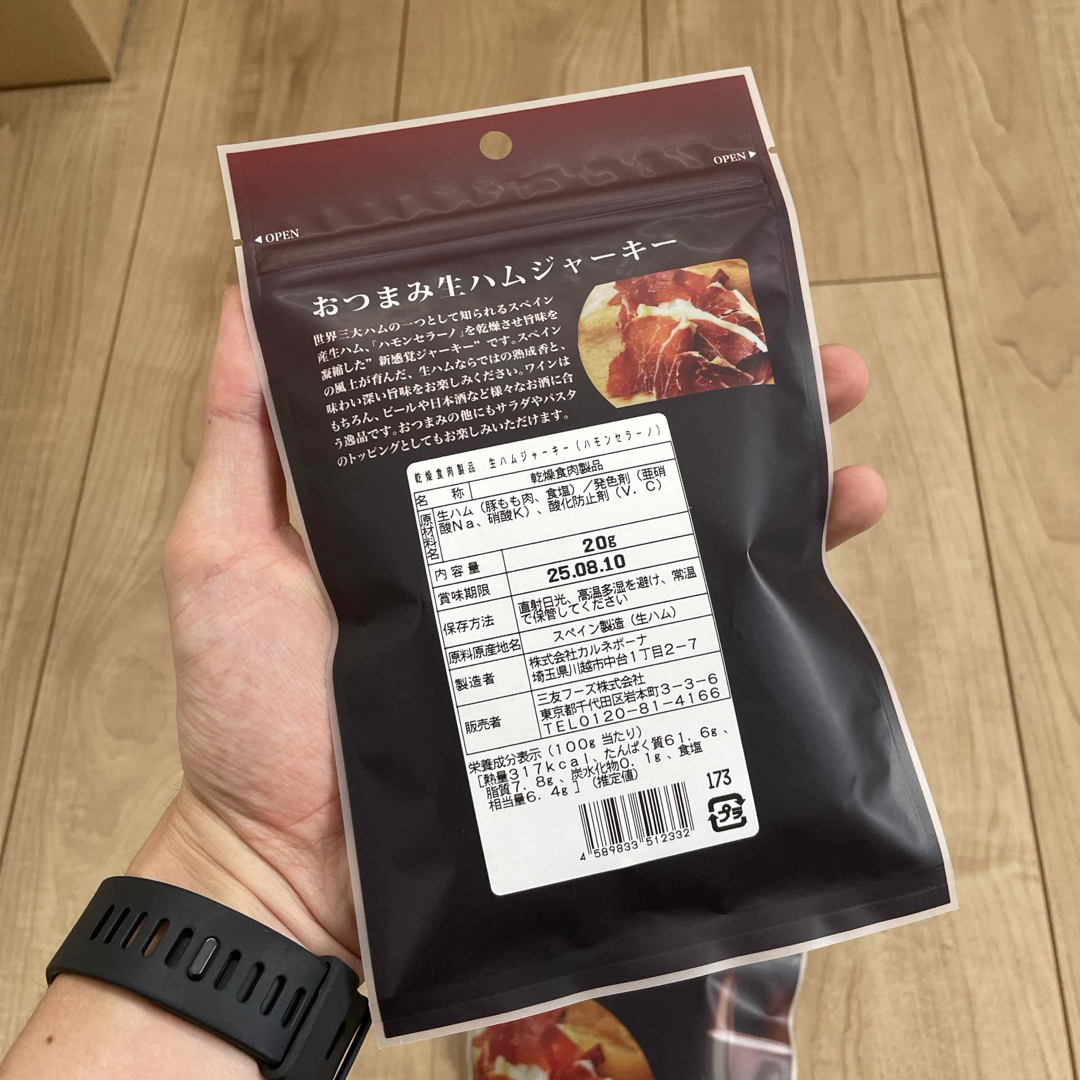 OPEN
OPEN
おつまみ生ハムジャーキー
世界三大ハムの一つとして知られるスペイン
産生ハム、「ハモンセラーノ」を乾燥させ旨味を
凝縮した”新感覚ジャーキー”です。スペイン
の風土が育んだ、生ハムならではの熟成香と、
味わい深い旨味をお楽しみください。ワインは
もちろん、ビールや日本酒など様々なお酒に合
う逸品です。おつまみの他にもサラダやパスタ
のトッピングとしてもお楽しみいただけます。
乾燥食肉製品 生ハムジャーキー(ハモンセラーノ)
名称 乾燥食肉製品
原材料名 生ハム(豚もも肉、食塩)/発色剤(亜硝
酸Na、硝酸K)、酸化防止剤(V.C)
内容量 20g
賞味期限 25.08.10
保存方法 直射日光、高温多湿を避け、常温
で保管してください
原料原産地名 スペイン製造(生ハム)
製造者 株式会社カルネボーナ
埼玉県川越市中台1丁目2-7
販売者 三友フーズ株式会社
東京都千代田区岩本町3-3-6
TEL0120-81-4166
栄養成分表示(100g当たり)
[熱量317kcal、たんぱく質61.6g、
脂質7.8g、炭水化物0.1g、食塩
相当量6.4g](推定値)
173
プラ
4 589833 512332